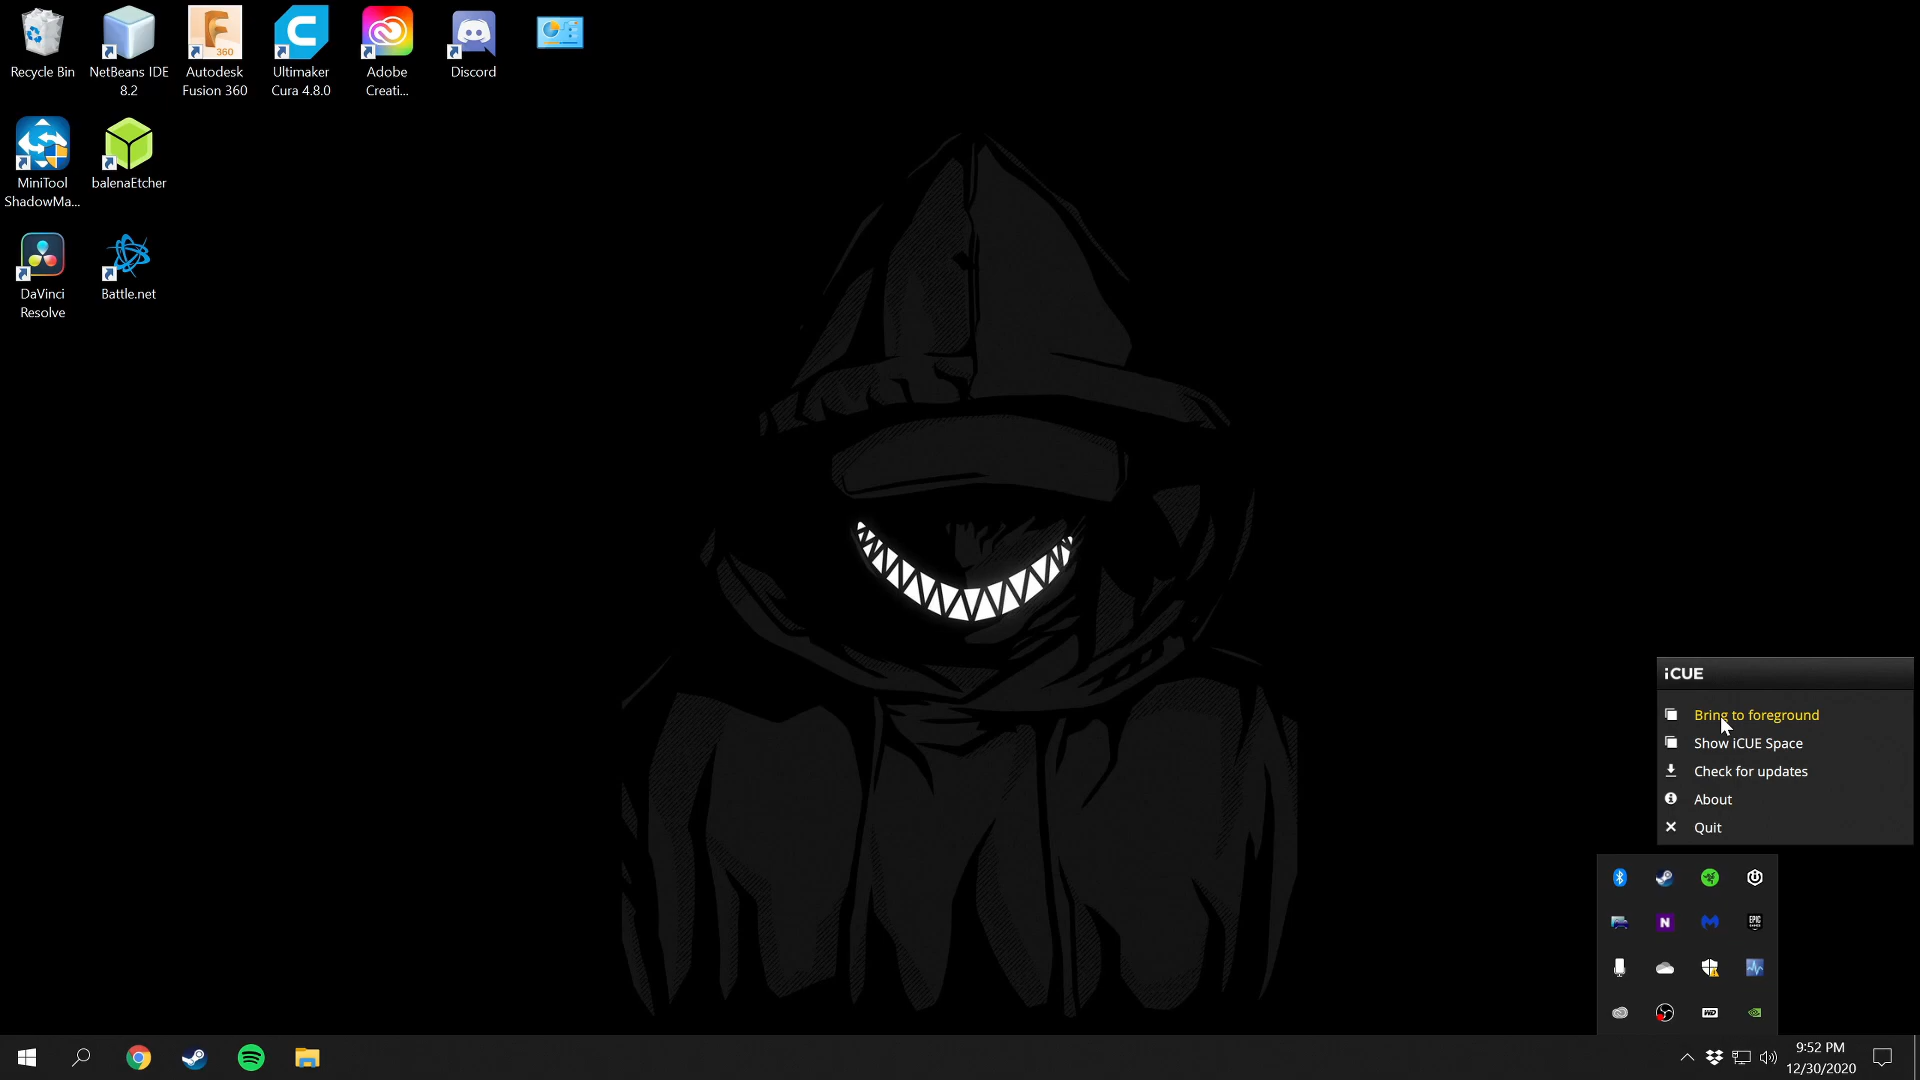 Recycle Bin
NetBeans IDE
8.2
Autodesk
Fusion 360
Ultimaker
Cura 4.8.0
Adobe
Creati...
Discord
MiniTool
ShadowMa...
balenaEtcher
DaVinci
Resolve
Battle.net
iCUE
Bring to foreground
Show iCUE Space
Check for updates
About
Quit
9:52 PM
12/30/2020